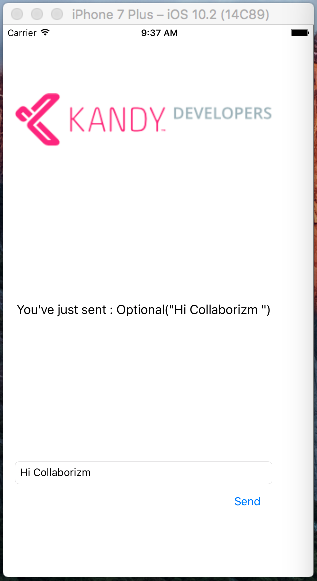 iPhone 7 Plus – iOS 10.2 (14C89)
Carrier 9:37 AM
KANDY™ DEVELOPERS
You've just sent : Optional("Hi Collaborizm ")
Hi Collaborizm
Send